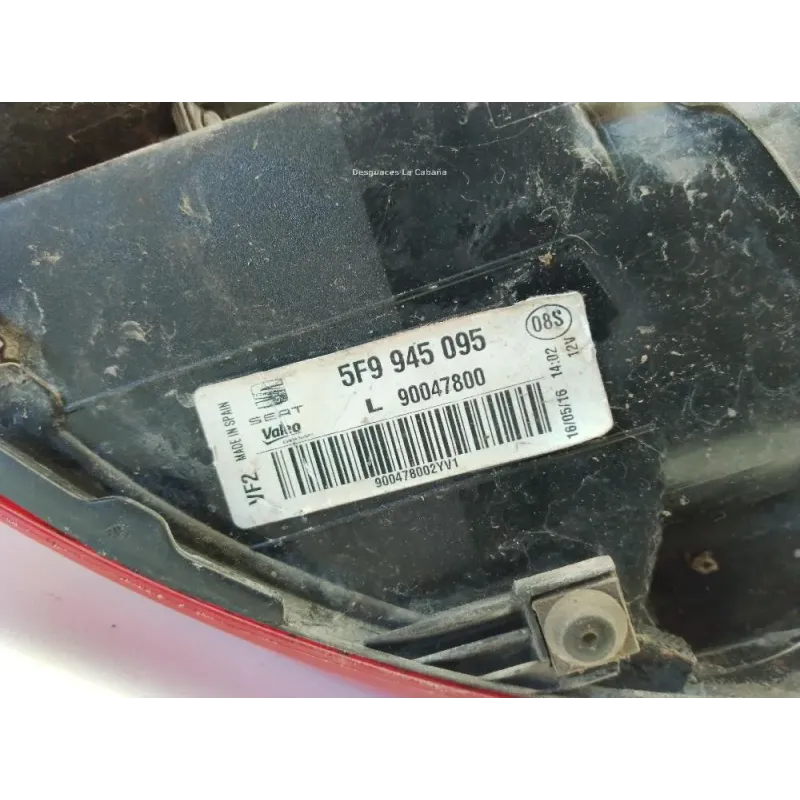 Desguaces La Cabaña
08S
5F9 945 095
L 90047800
SEAT
Valeo
MADE IN SPAIN
VF2
16/05/16 14:02
12V
900478002YV1